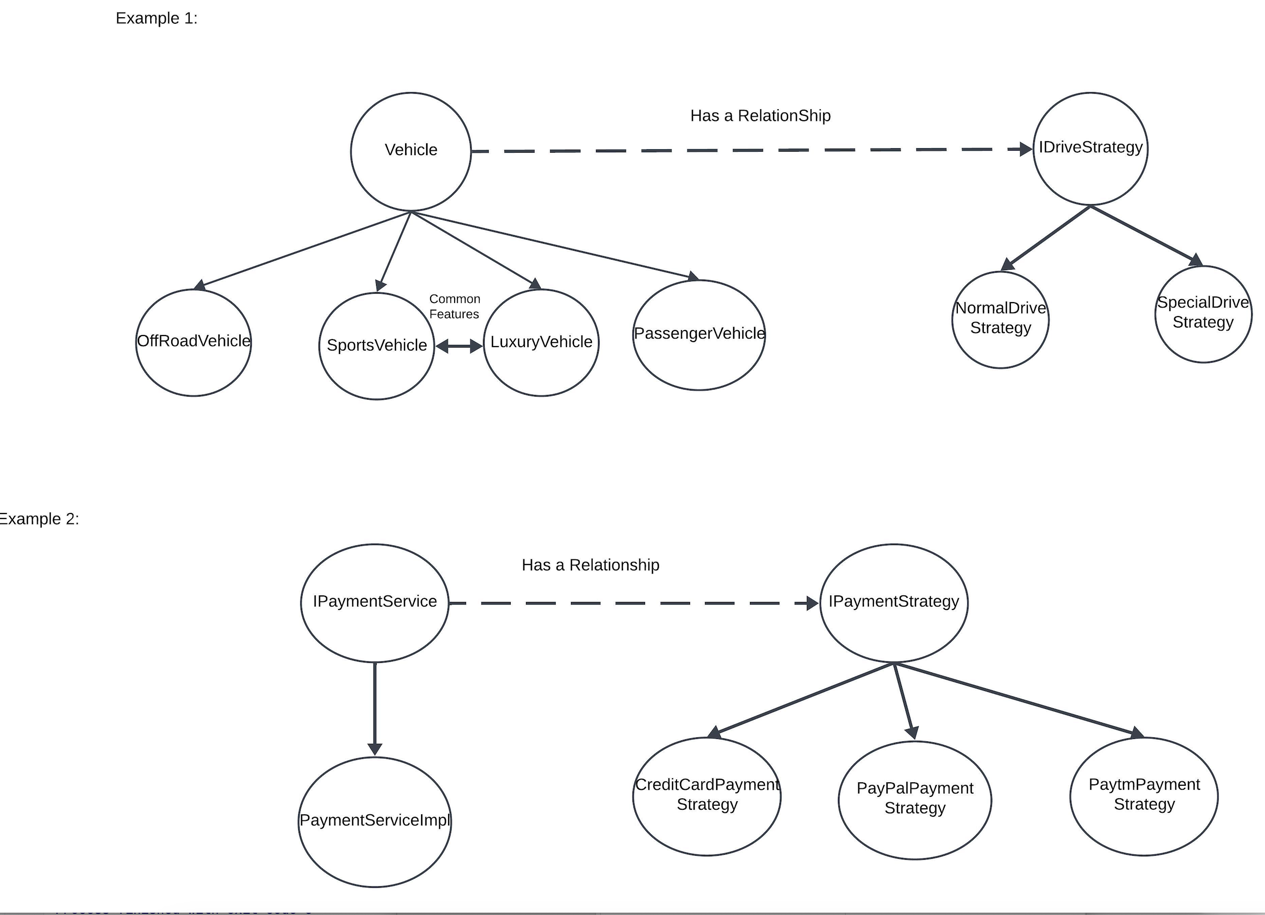 Example 1:
Has a RelationShip
Vehicle
IDriveStrategy
Common
Features
OffRoadVehicle
SportsVehicle
LuxuryVehicle
PassengerVehicle
NormalDrive
Strategy
SpecialDrive
Strategy
Example 2:
Has a Relationship
IPaymentService
IPaymentStrategy
PaymentServiceImpl
CreditCardPayment
Strategy
PayPalPayment
Strategy
PaytmPayment
Strategy